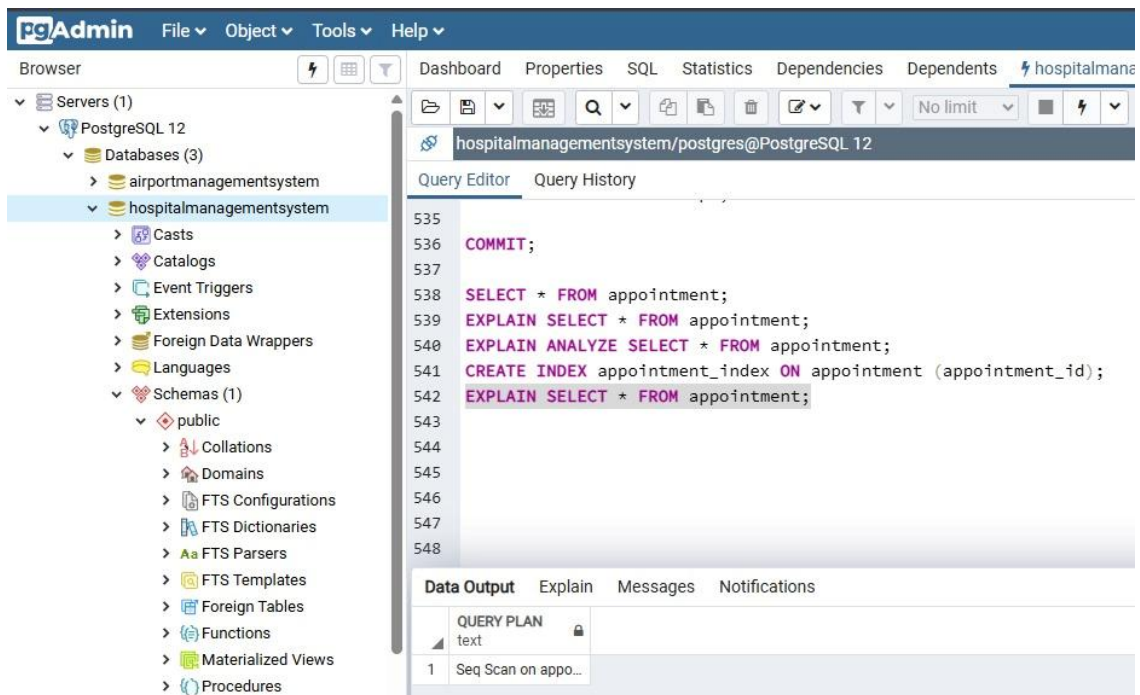 pgAdmin File Object Tools Help
Browser
Dashboard Properties SQL Statistics Dependencies Dependents hospitalmana
Servers (1)
No limit
PostgreSQL 12
hospitalmanagementsystem/postgres@PostgreSQL 12
Databases (3)
airportmanagementsystem
Query Editor Query History
hospitalmanagementsystem
Casts
Catalogs
Event Triggers
Extensions
Foreign Data Wrappers
Languages
Schemas (1)
public
Collations
Domains
FTS Configurations
FTS Dictionaries
Aa FTS Parsers
FTS Templates
Foreign Tables
Functions
Materialized Views
Procedures
535
536 COMMIT;
537
538 SELECT * FROM appointment;
539 EXPLAIN SELECT * FROM appointment;
540 EXPLAIN ANALYZE SELECT * FROM appointment;
541 CREATE INDEX appointment_index ON appointment (appointment_id);
542 EXPLAIN SELECT * FROM appointment;
543
544
545
546
547
548
Data Output Explain Messages Notifications
QUERY PLAN
text
1 Seq Scan on appo...